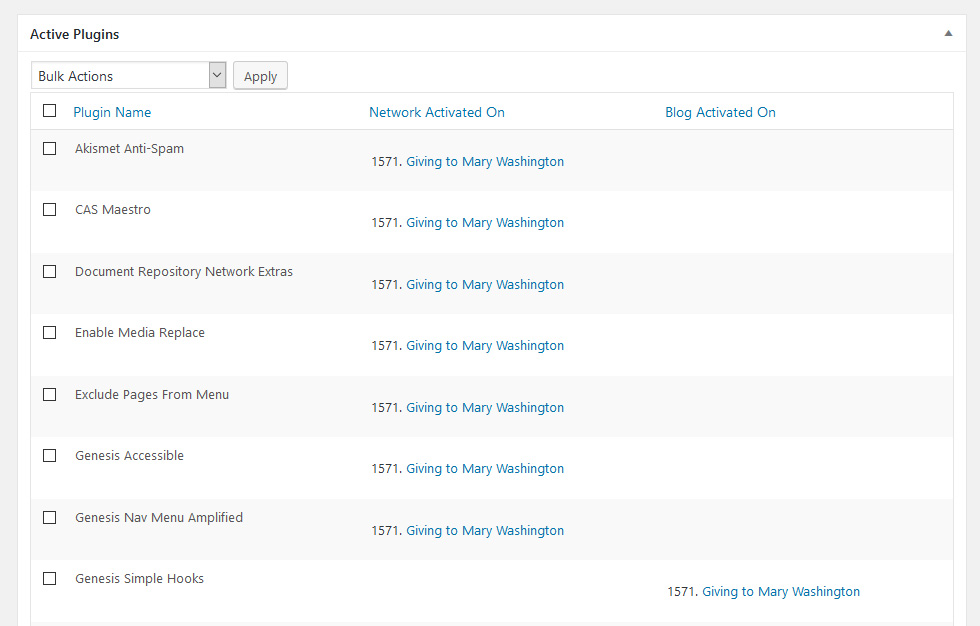 Active Plugins
Bulk Actions Apply
Plugin Name Network Activated On Blog Activated On
Akismet Anti-Spam
1571. Giving to Mary Washington
CAS Maestro
1571. Giving to Mary Washington
Document Repository Network Extras
1571. Giving to Mary Washington
Enable Media Replace
1571. Giving to Mary Washington
Exclude Pages From Menu
1571. Giving to Mary Washington
Genesis Accessible
1571. Giving to Mary Washington
Genesis Nav Menu Amplified
1571. Giving to Mary Washington
Genesis Simple Hooks
1571. Giving to Mary Washington